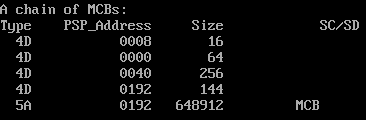 A chain of MCBs:
Type PSP_Address Size SC/SD
4D 0008 16
4D 0000 64
4D 0040 256
4D 0192 144
5A 0192 648912 MCB